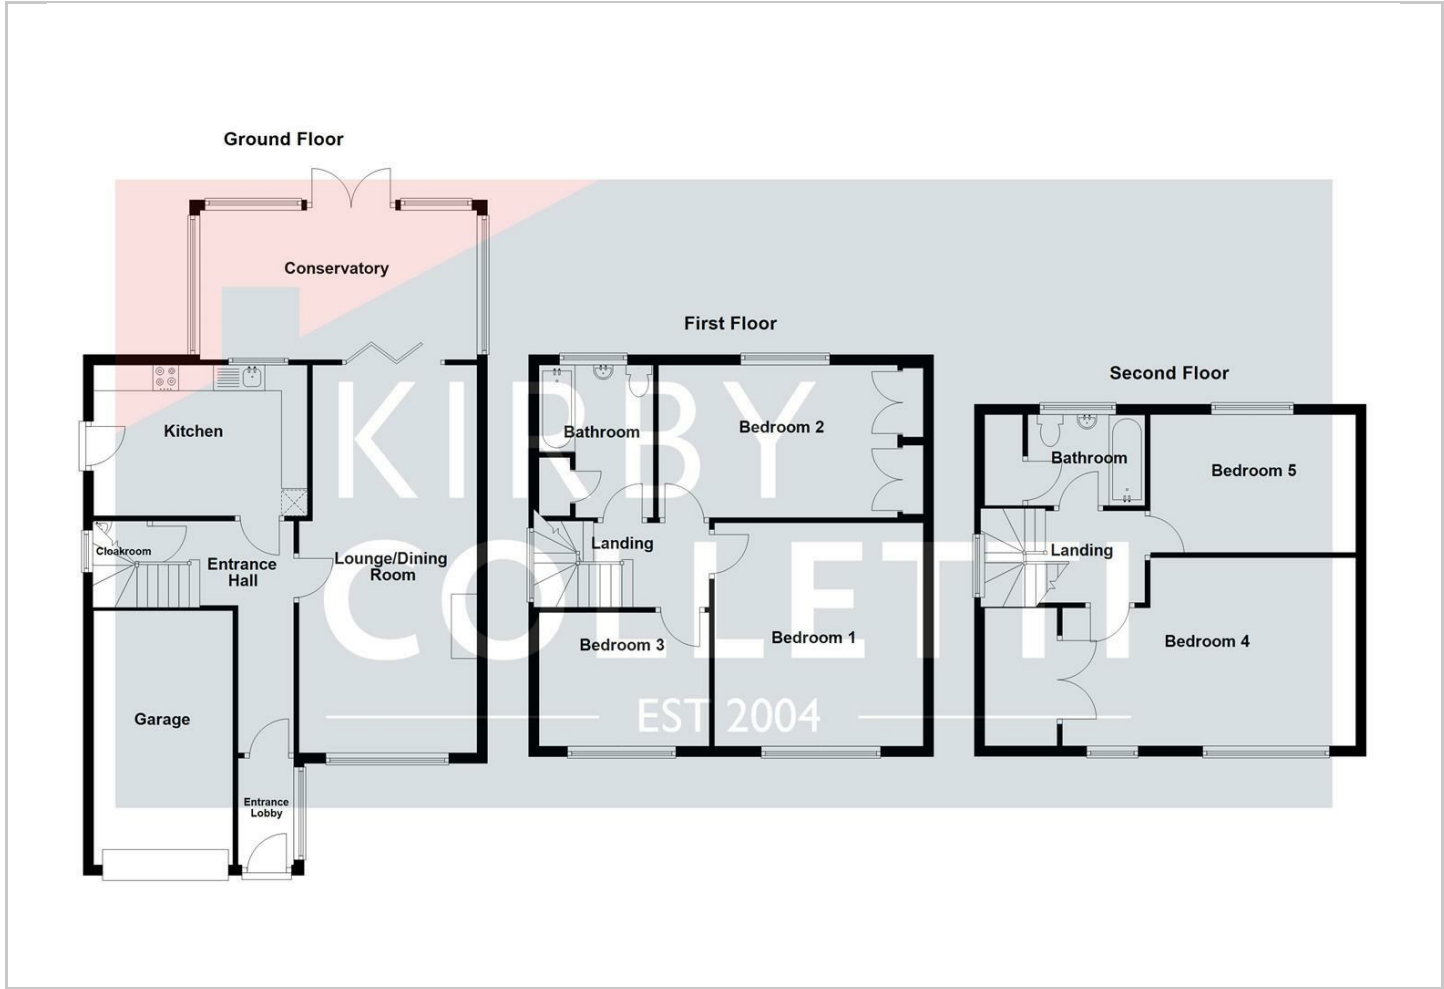 Ground Floor
Conservatory
Kitchen
Cloakroom
Entrance
Hall
Lounge/Dining
Room
Garage
Entrance
Lobby
First Floor
Bathroom
Bedroom 2
Landing
Bedroom 3
Bedroom 1
Second Floor
Bathroom
Bedroom 5
Landing
Bedroom 4
KIRBY
COLLETTI
EST 2004